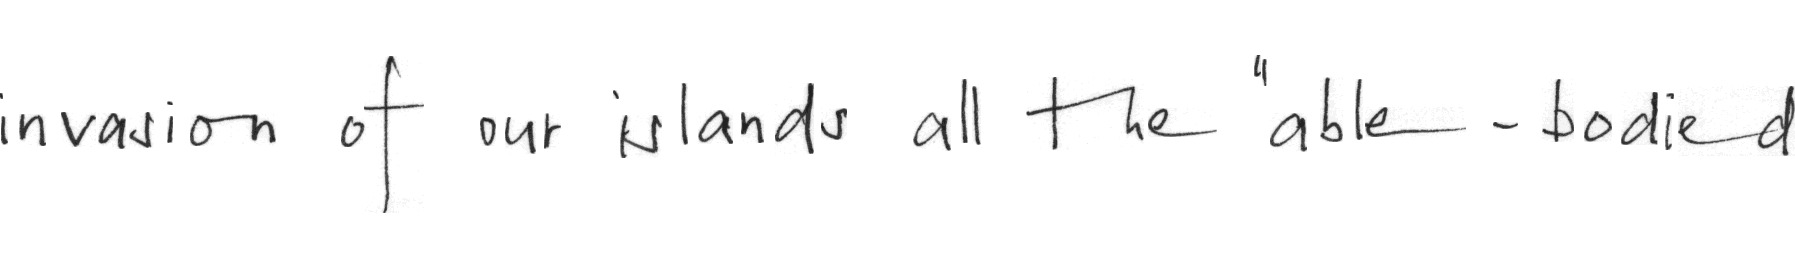 invasion of our islands all the "able-bodied